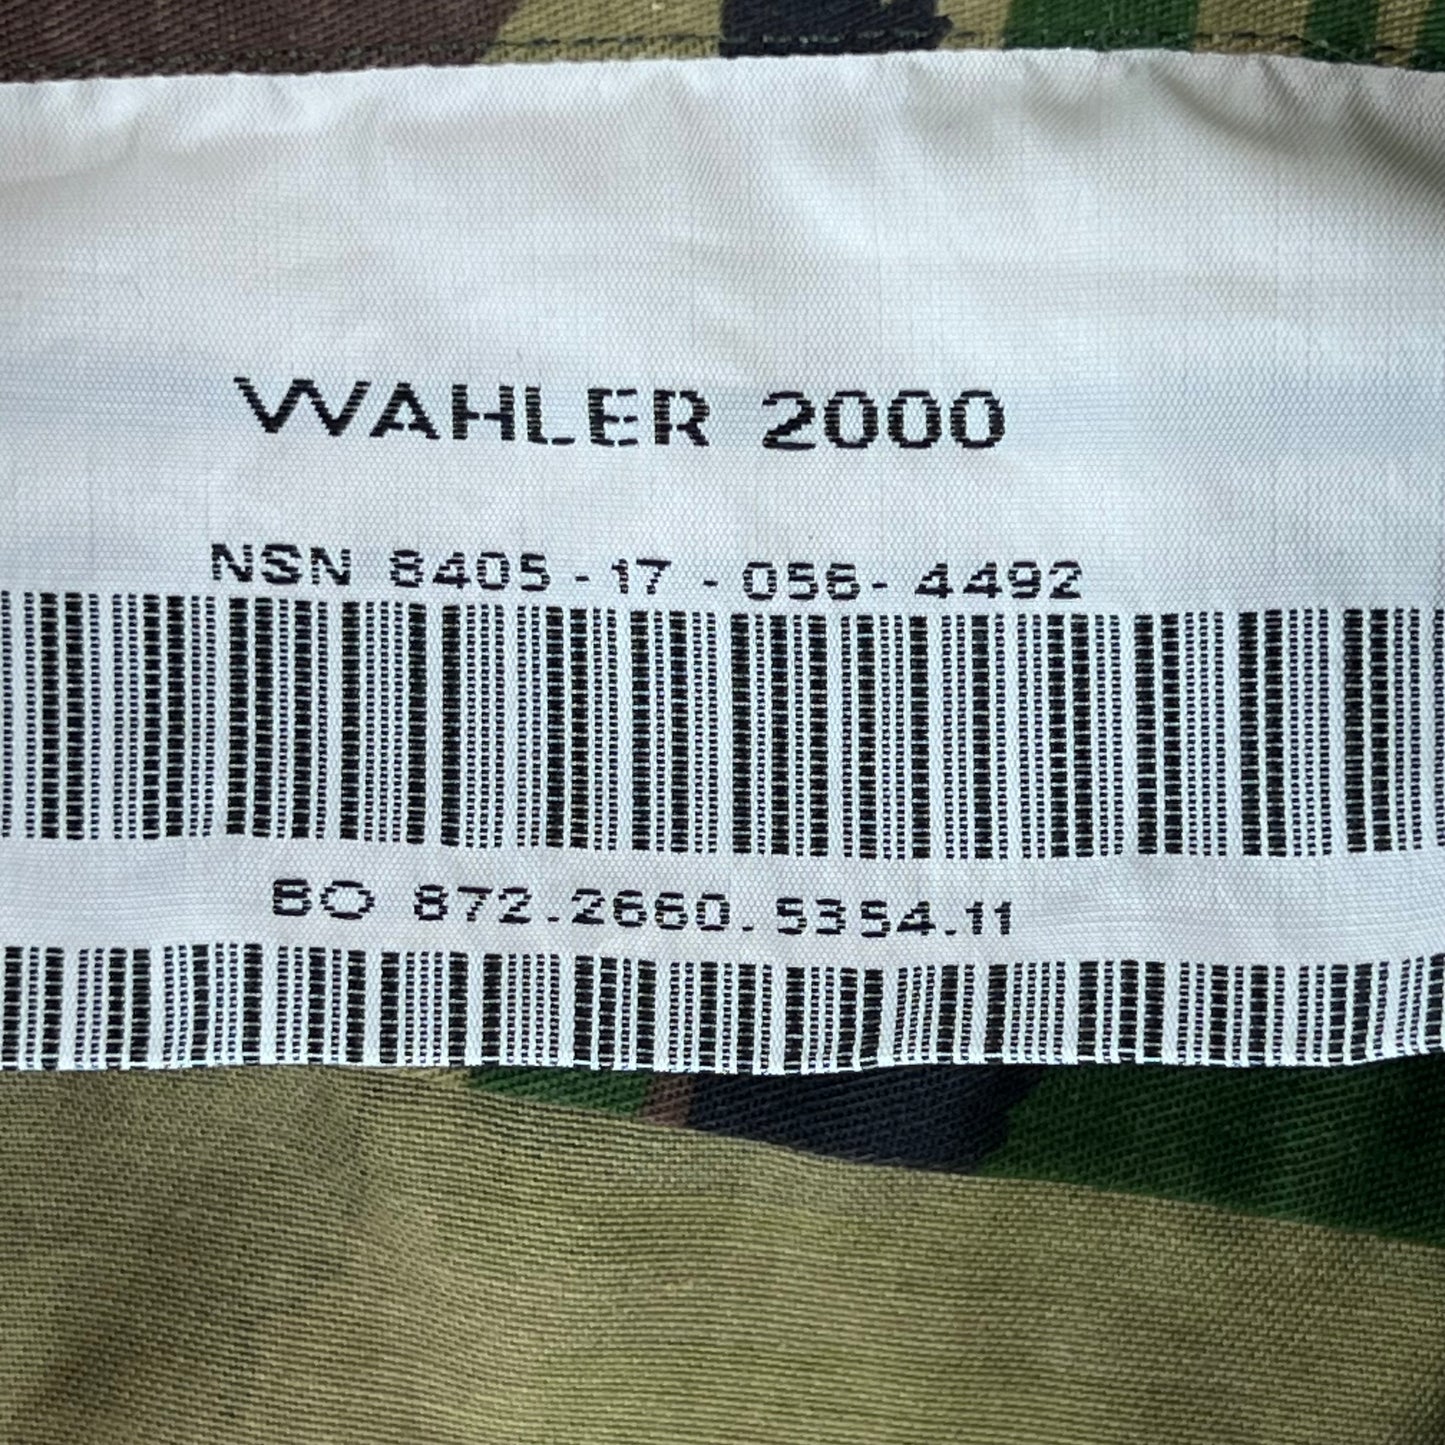 WAHLER 2000
NSN 8405-17-056-4492
BO 872.2660.5354.11